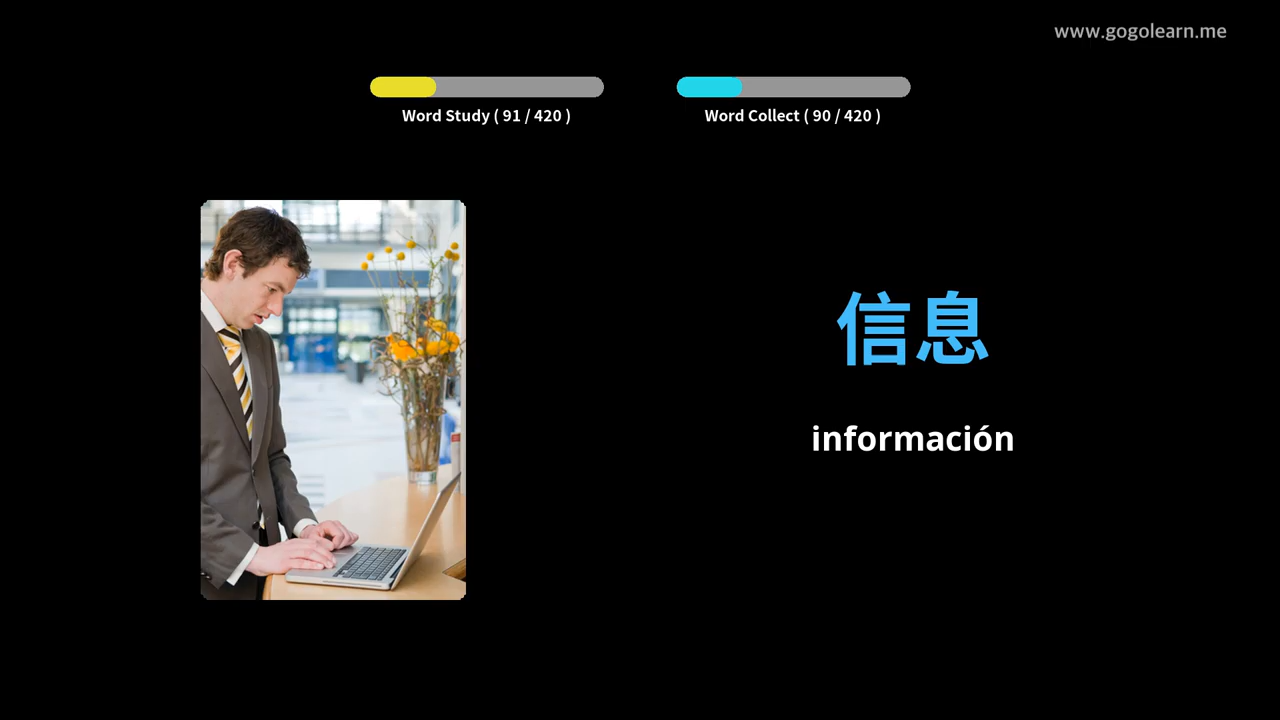 www.gogolearn.me
Word Study ( 91 / 420 )
Word Collect ( 90 / 420 )
信息
información